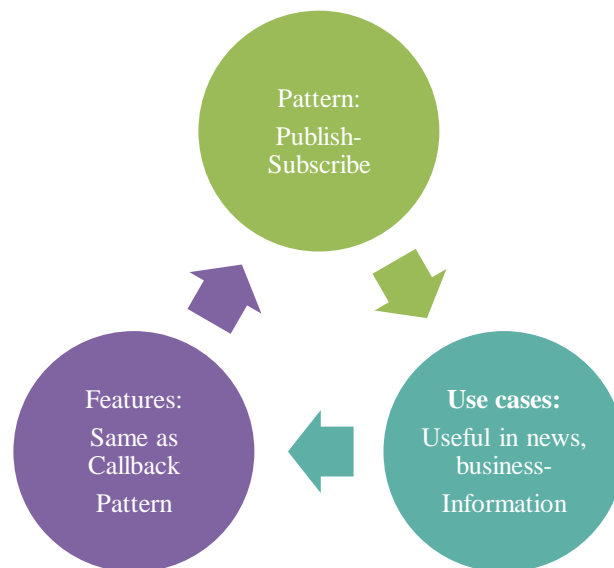 Pattern:
Publish-
Subscribe
Use cases:
Useful in news,
business-
Information
Features:
Same as
Callback
Pattern